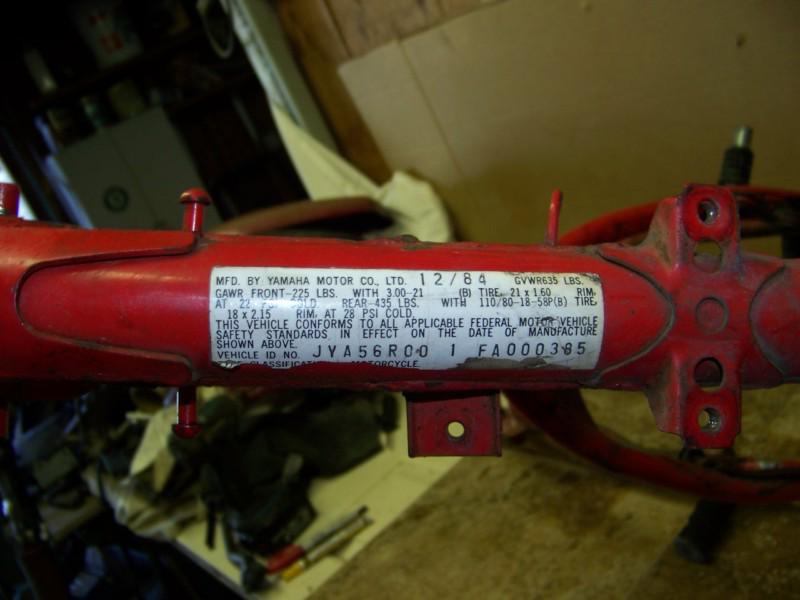 MFD. BY YAMAHA MOTOR CO., LTD. 12/84 GVWR635 LBS.
GAWR FRONT-225 LBS. WITH 3.00-21 (B) TIRE, 21 x 1.60 RIM,
AT 22 COLD. REAR-435 LBS. WITH 110/80-18-58P(B) TIRE,
18 x 2.15 RIM, AT 28 PSI COLD.
THIS VEHICLE CONFORMS TO ALL APPLICABLE FEDERAL MOTOR VEHICLE
SAFETY STANDARDS IN EFFECT ON THE DATE OF MANUFACTURE
SHOWN ABOVE.
VEHICLE ID NO. JYA56R00 1 FA000385
MOTORCYCLE